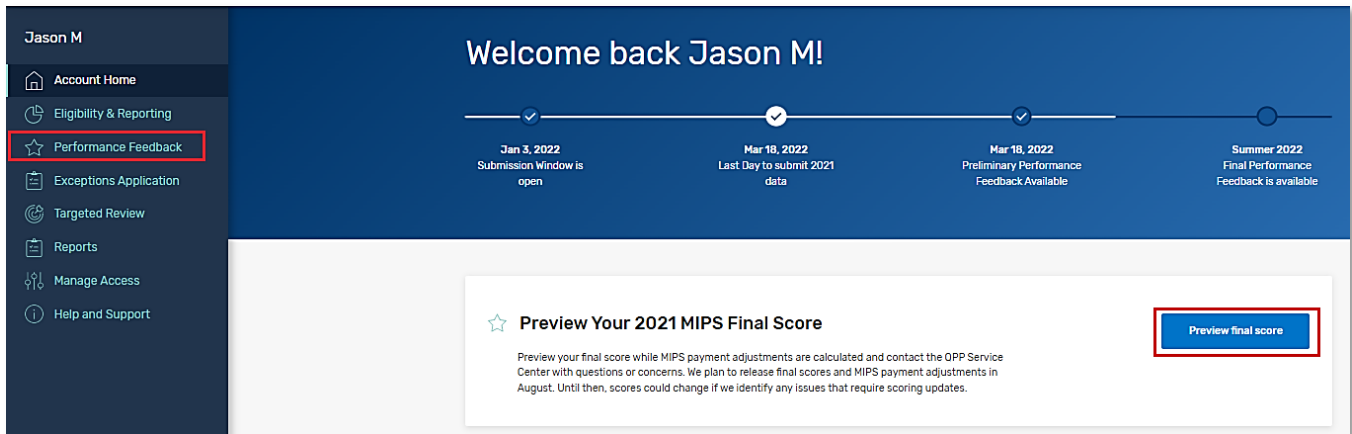 Jason M
Account Home
Eligibility & Reporting
Performance Feedback
Exceptions Application
Targeted Review
Reports
Manage Access
Help and Support
Welcome back Jason M!
Jan 3, 2022
Submission Window is
open
Mar 18, 2022
Last Day to submit 2021
data
Mar 18, 2022
Preliminary Performance
Feedback Available
Summer 2022
Final Performance
Feedback is available
Preview Your 2021 MIPS Final Score
Preview final score
Preview your final score while MIPS payment adjustments are calculated and contact the QPP Service
Center with questions or concerns. We plan to release final scores and MIPS payment adjustments in
August. Until then, scores could change if we identify any issues that require scoring updates.